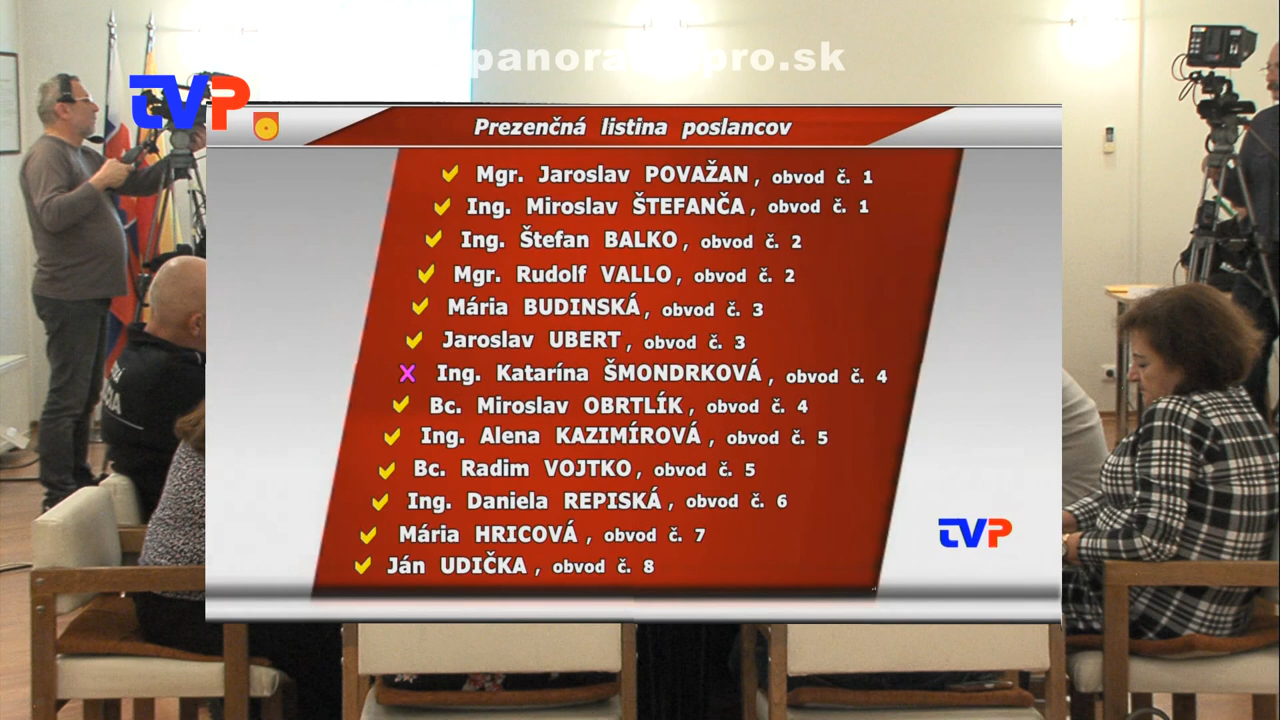 panora pro.sk
TVP
Prezenčná listina poslancov
Mgr. Jaroslav POVAŽAN, obvod č. 1
Ing. Miroslav ŠTEFANČA, obvod č. 1
Ing. Štefan BALKO, obvod č. 2
Mgr. Rudolf VALLO, obvod č. 2
Mária BUDINSKÁ, obvod č. 3
Jaroslav UBERT, obvod č. 3
X Ing. Katarína ŠMONDRKOVÁ, obvod č. 4
Bc. Miroslav OBRTLÍK, obvod č. 4
Ing. Alena KAZIMÍROVÁ, obvod č. 5
Bc. Radim VOJTKO, obvod č. 5
Ing. Daniela REPISKÁ, obvod č. 6
TVP
Mária HRICOVÁ, obvod č. 7
Ján UDIČKA, obvod č. 8